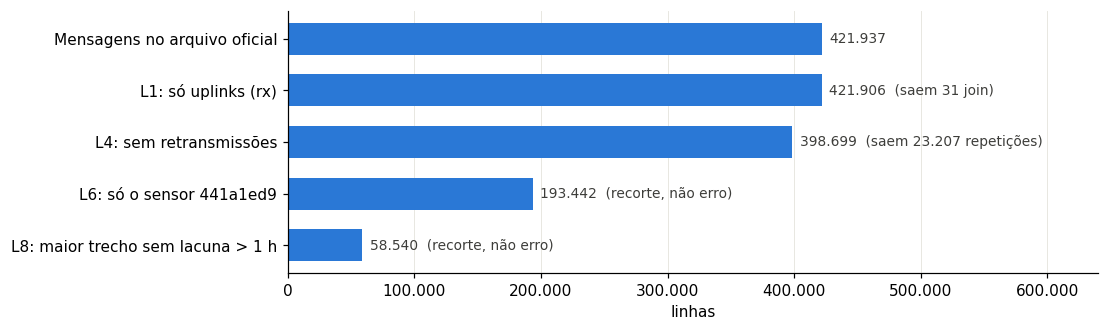 Mensagens no arquivo oficial 421.937
L1: só uplinks (rx) 421.906 (saem 31 join)
L4: sem retransmissões 398.699 (saem 23.207 repetições)
L6: só o sensor 441a1ed9 193.442 (recorte, não erro)
L8: maior trecho sem lacuna > 1 h 58.540 (recorte, não erro)
0 100.000 200.000 300.000 400.000 500.000 600.000
linhas